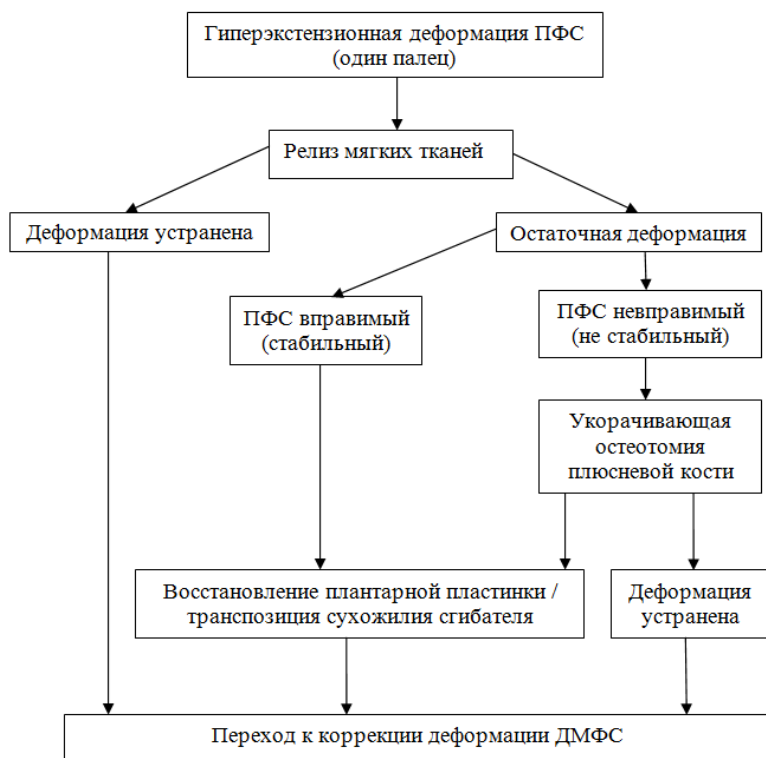 Гиперэкстензионная деформация ПФС
(один палец)
Релиз мягких тканей
Деформация устранена
Остаточная деформация
ПФС вправимый
(стабильный)
ПФС невправимый
(не стабильный)
Укорачивающая
остеотомия
плюсневой кости
Восстановление плантарной пластинки /
транспозиция сухожилия сгибателя
Деформация
устранена
Переход к коррекции деформации ДМФС